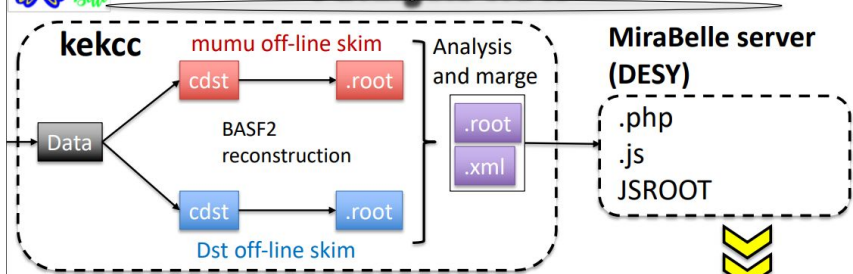 kekcc
mumu off-line skim
cdst
.root
Data
BASF2
reconstruction
cdst
.root
Dst off-line skim
Analysis
and marge
.root
.xml
MiraBelle server
(DESY)
.php
.js
JSROOT